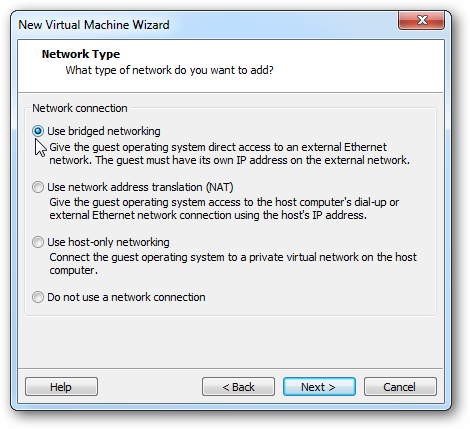 New Virtual Machine Wizard
Network Type
What type of network do you want to add?
Network connection
Use bridged networking
Give the guest operating system direct access to an external Ethernet
network. The guest must have its own IP address on the external network.
Use network address translation (NAT)
Give the guest operating system access to the host computer's dial-up or
external Ethernet network connection using the host's IP address.
Use host-only networking
Connect the guest operating system to a private virtual network on the host
computer.
Do not use a network connection
Help
< Back
Next >
Cancel